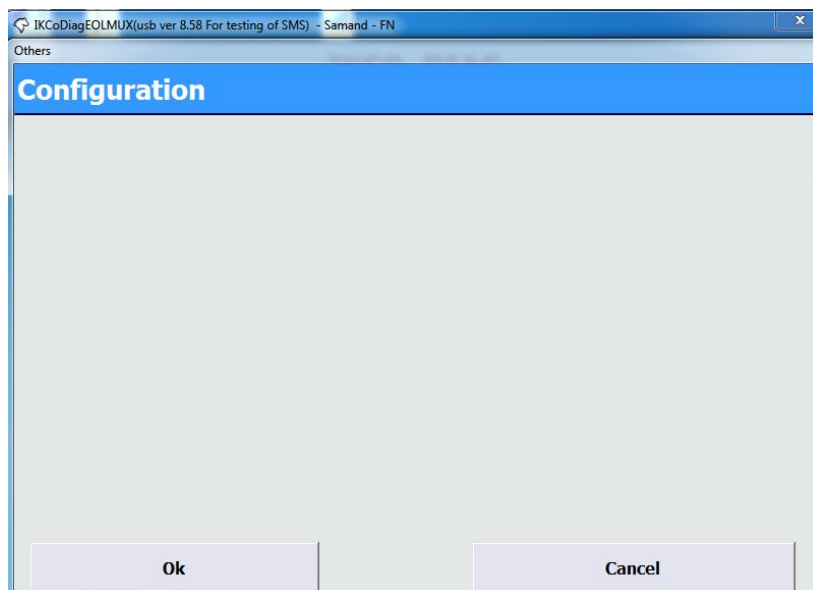 IKCoDiagEOLMUX(usb ver 8.58 For testing of SMS) - Samand - FN
x
Others
Configuration
Ok
Cancel